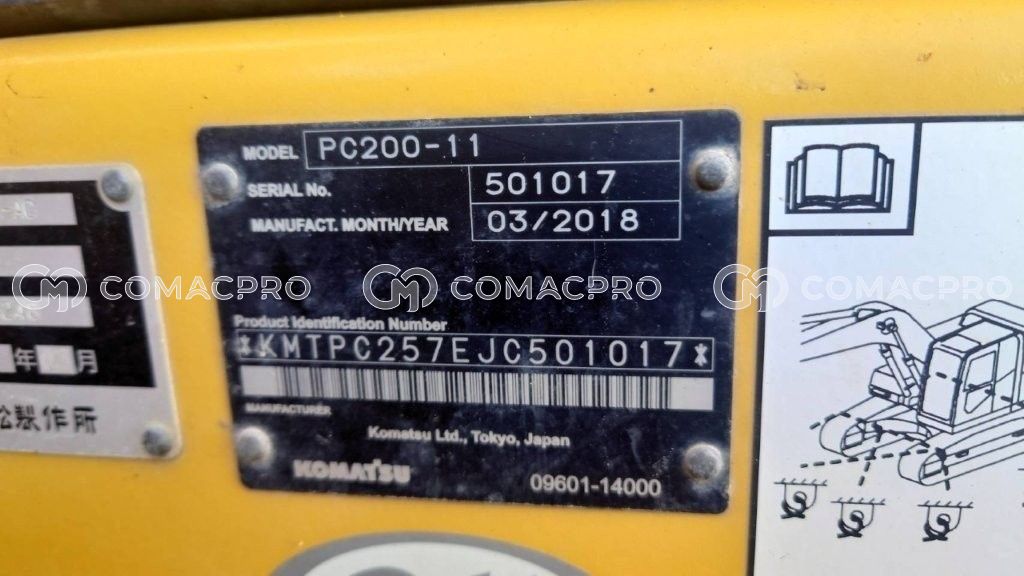 MODEL PC200-11
SERIAL No. 501017
MANUFACT. MONTH/YEAR 03/2018
COMACPRO COMACPRO COMACPRO
Product Identification Number
*KMTPC257EJC501017*
MANUFACTURER
Komatsu Ltd., Tokyo, Japan
KOMATSU 09601-14000
年 月
松製作所